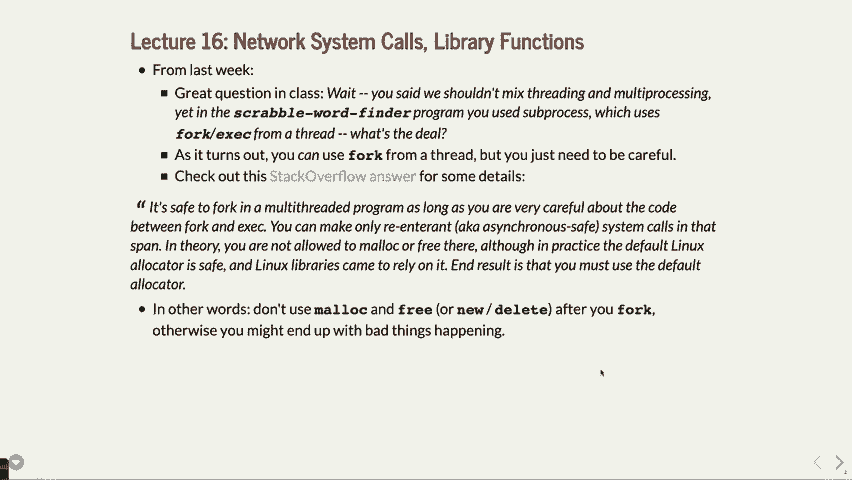 Lecture 16: Network System Calls, Library Functions
From last week:
Great question in class: Wait -- you said we shouldn't mix threading and multiprocessing,
yet in the scrabble-word-finder program you used subprocess, which uses
fork/exec from a thread -- what's the deal?
As it turns out, you can use fork from a thread, but you just need to be careful.
Check out this StackOverflow answer for some details:
“ It's safe to fork in a multithreaded program as long as you are very careful about the code
between fork and exec. You can make only re-enterant (aka asynchronous-safe) system calls in that
span. In theory, you are not allowed to malloc or free there, although in practice the default Linux
allocator is safe, and Linux libraries came to rely on it. End result is that you must use the default
allocator.
In other words: don't use malloc and free (or new/delete) after you fork,
otherwise you might end up with bad things happening.